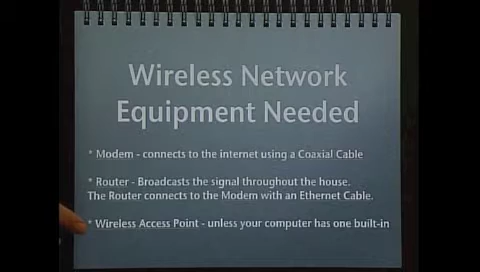 Wireless Network
Equipment Needed
* Modem - connects to the internet using a Coaxial Cable
* Router - Broadcasts the signal throughout the house.
The Router connects to the Modem with an Ethernet Cable.
* Wireless Access Point - unless your computer has one built-in